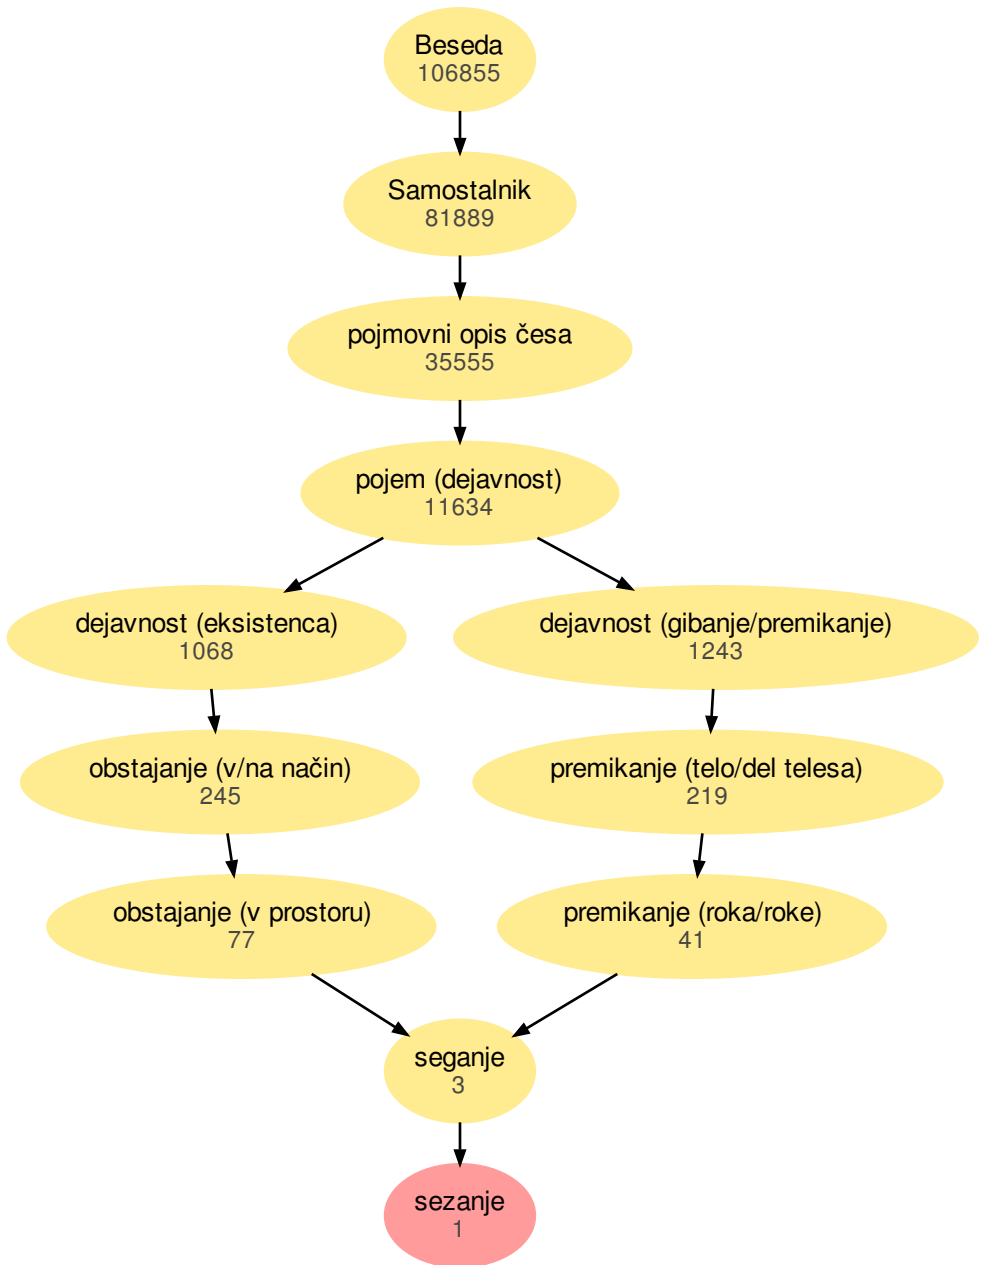 Beseda
106855
Samostalnik
81889
pojmovni opis česa
35555
pojem (dejavnost)
11634
dejavnost (eksistenca)
1068
dejavnost (gibanje/premikanje)
1243
obstajanje (v/na način)
245
premikanje (telo/del telesa)
219
obstajanje (v prostoru)
77
premikanje (roka/roke)
41
seganje
3
sezanje
1